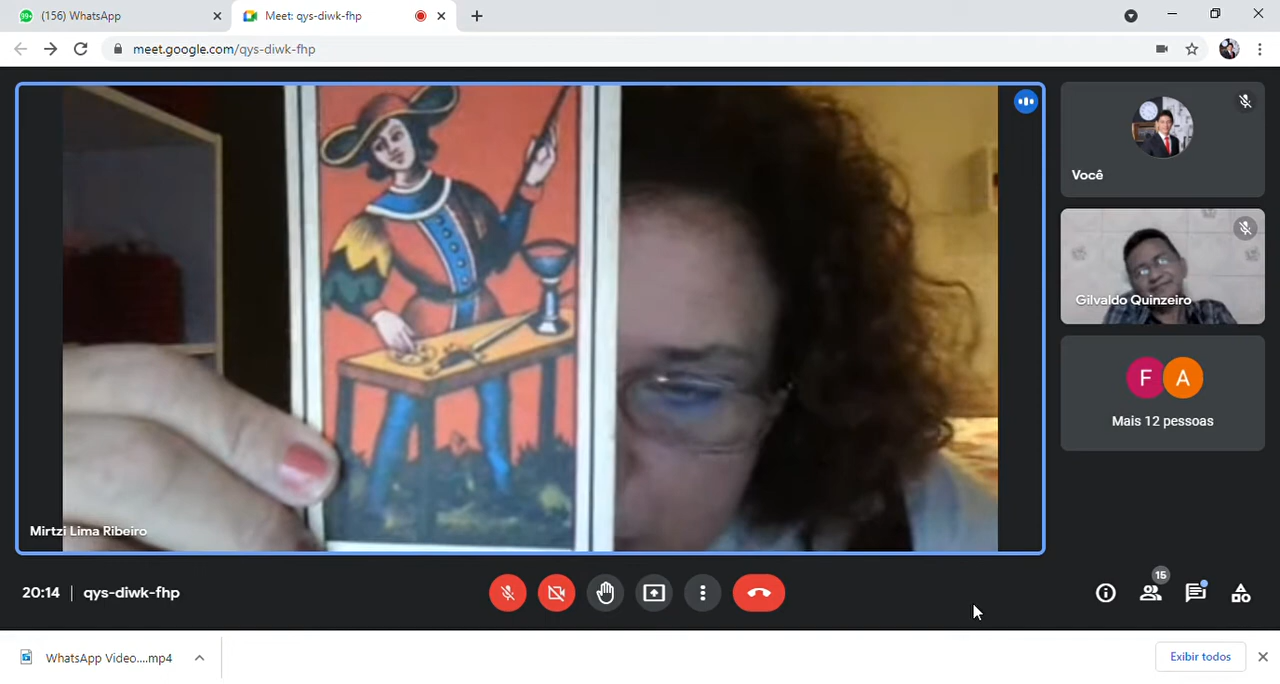 99+
(156) WhatsApp
Meet: qys-diwk-fhp
meet.google.com/qys-diwk-fhp
Você
Gilvaldo Quinzeiro
F A
Mais 12 pessoas
Mirtzi Lima Ribeiro
20:14 | qys-diwk-fhp
15
WhatsApp Video....mp4
Exibir todos